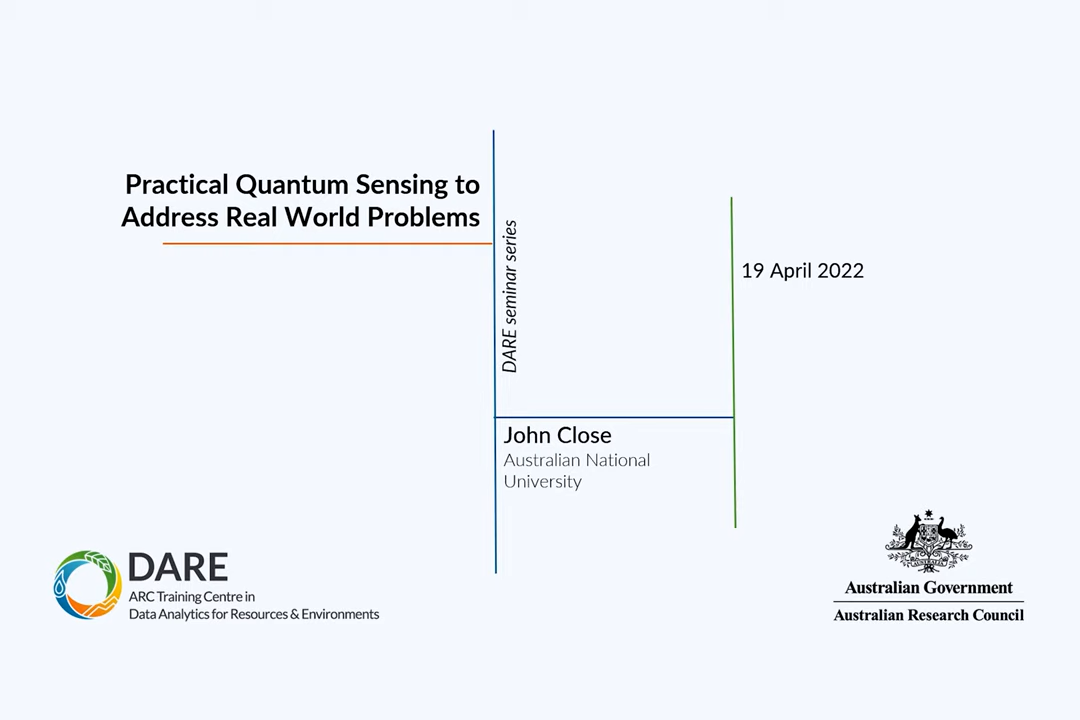 Practical Quantum Sensing to
Address Real World Problems
DARE seminar series
19 April 2022
John Close
Australian National
University
DARE
ARC Training Centre in
Data Analytics for Resources & Environments
Australian Government
Australian Research Council